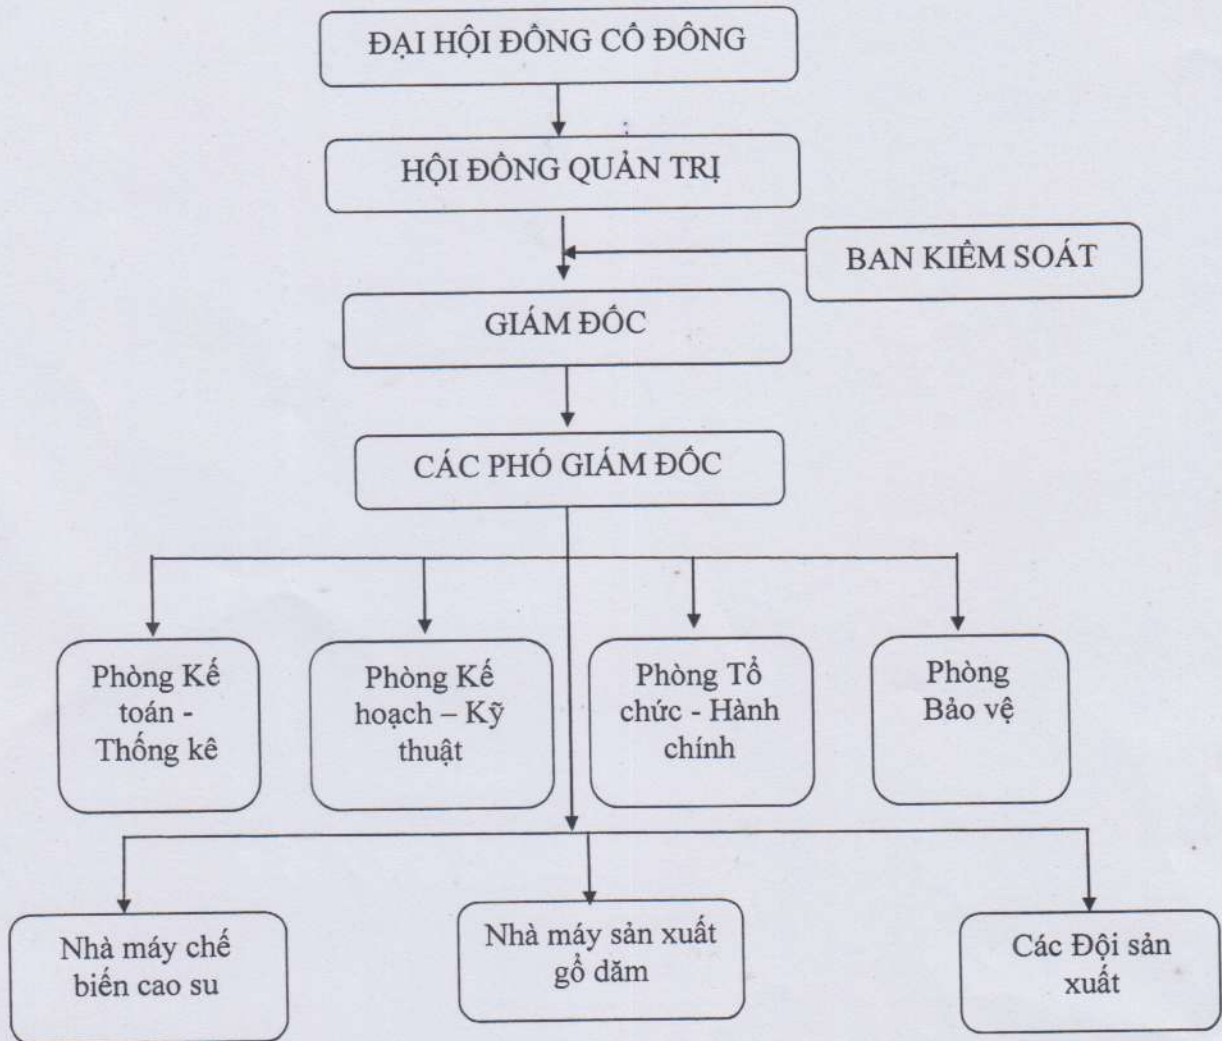 ĐẠI HỘI ĐỒNG CỔ ĐÔNG
HỘI ĐỒNG QUẢN TRỊ
BAN KIỂM SOÁT
GIÁM ĐỐC
CÁC PHÓ GIÁM ĐỐC
Phòng Kế
toán -
Thống kê
Phòng Kế
hoạch – Kỹ
thuật
Phòng Tổ
chức - Hành
chính
Phòng
Bảo vệ
Nhà máy chế
biến cao su
Nhà máy sản xuất
gổ dăm
Các Đội sản
xuất